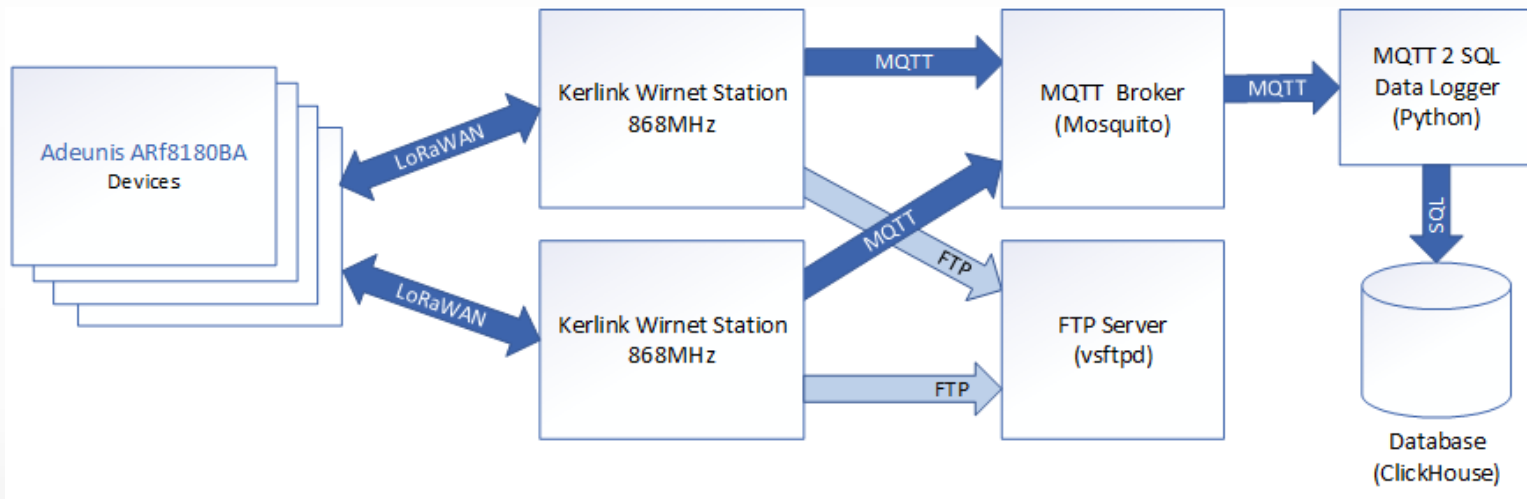 Adeunis ARf8180BA
Devices
LoRaWAN
LoRaWAN
Kerlink Wirnet Station
868MHz
Kerlink Wirnet Station
868MHz
MQTT
MQTT
FTP
FTP
MQTT Broker
(Mosquito)
FTP Server
(vsftpd)
MQTT
MQTT 2 SQL
Data Logger
(Python)
SQL
Database
(ClickHouse)